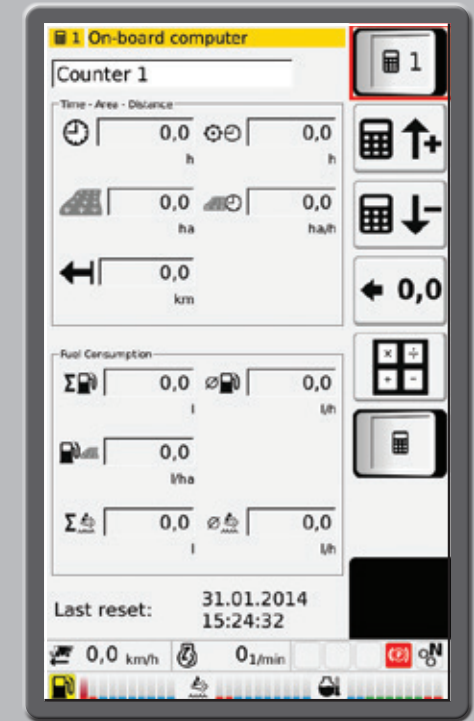 1 On-board computer
1
Counter 1
Time - Area - Distance
0,0 0,0
h h
+
0,0 0,0
ha ha/h
-
0,0
km
0,0
Fuel Consumption
× ÷
+ -
Σ 0,0 ⌀ 0,0
l l/h
0,0
l/ha
Σ 0,0 ⌀ 0,0
l l/h
Last reset: 31.01.2014
15:24:32
0,0 km/h 0 1/min (P) N